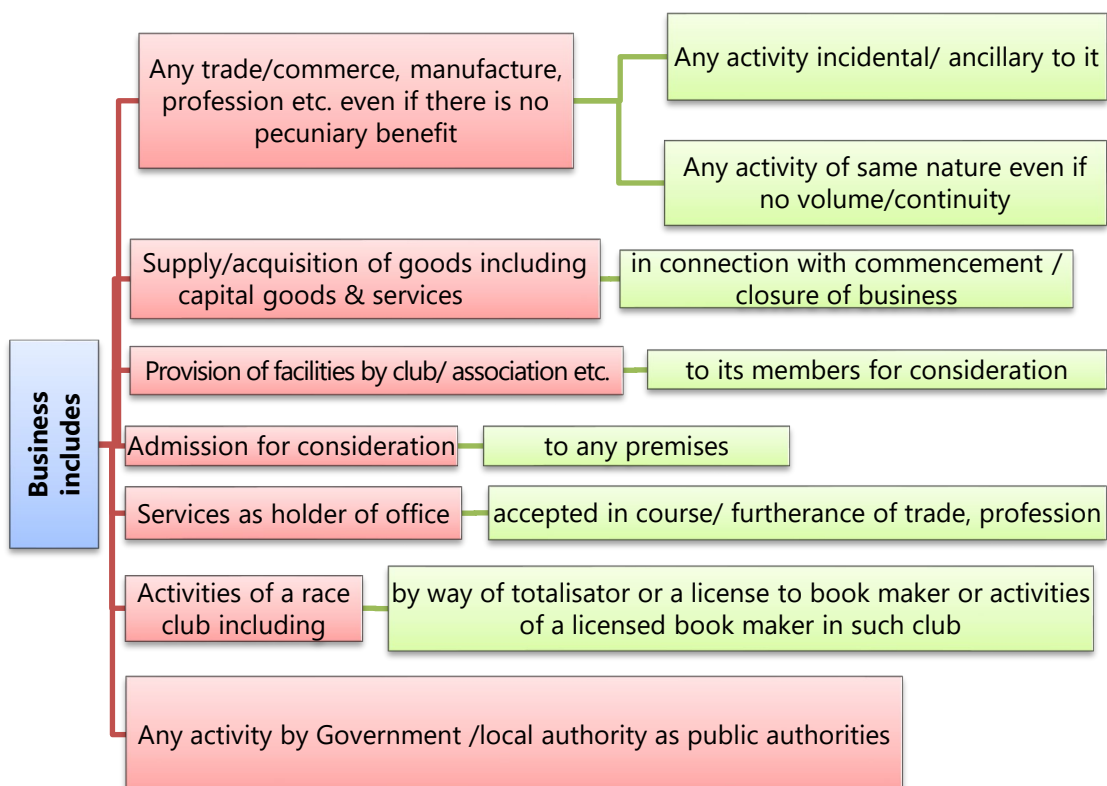 Business
includes
Any trade/commerce, manufacture,
profession etc. even if there is no
pecuniary benefit
Any activity incidental/ ancillary to it
Any activity of same nature even if
no volume/continuity
Supply/acquisition of goods including
capital goods & services
in connection with commencement /
closure of business
Provision of facilities by club/ association etc.
to its members for consideration
Admission for consideration
to any premises
Services as holder of office
accepted in course/ furtherance of trade, profession
Activities of a race
club including
by way of totalisator or a license to book maker or activities
of a licensed book maker in such club
Any activity by Government /local authority as public authorities